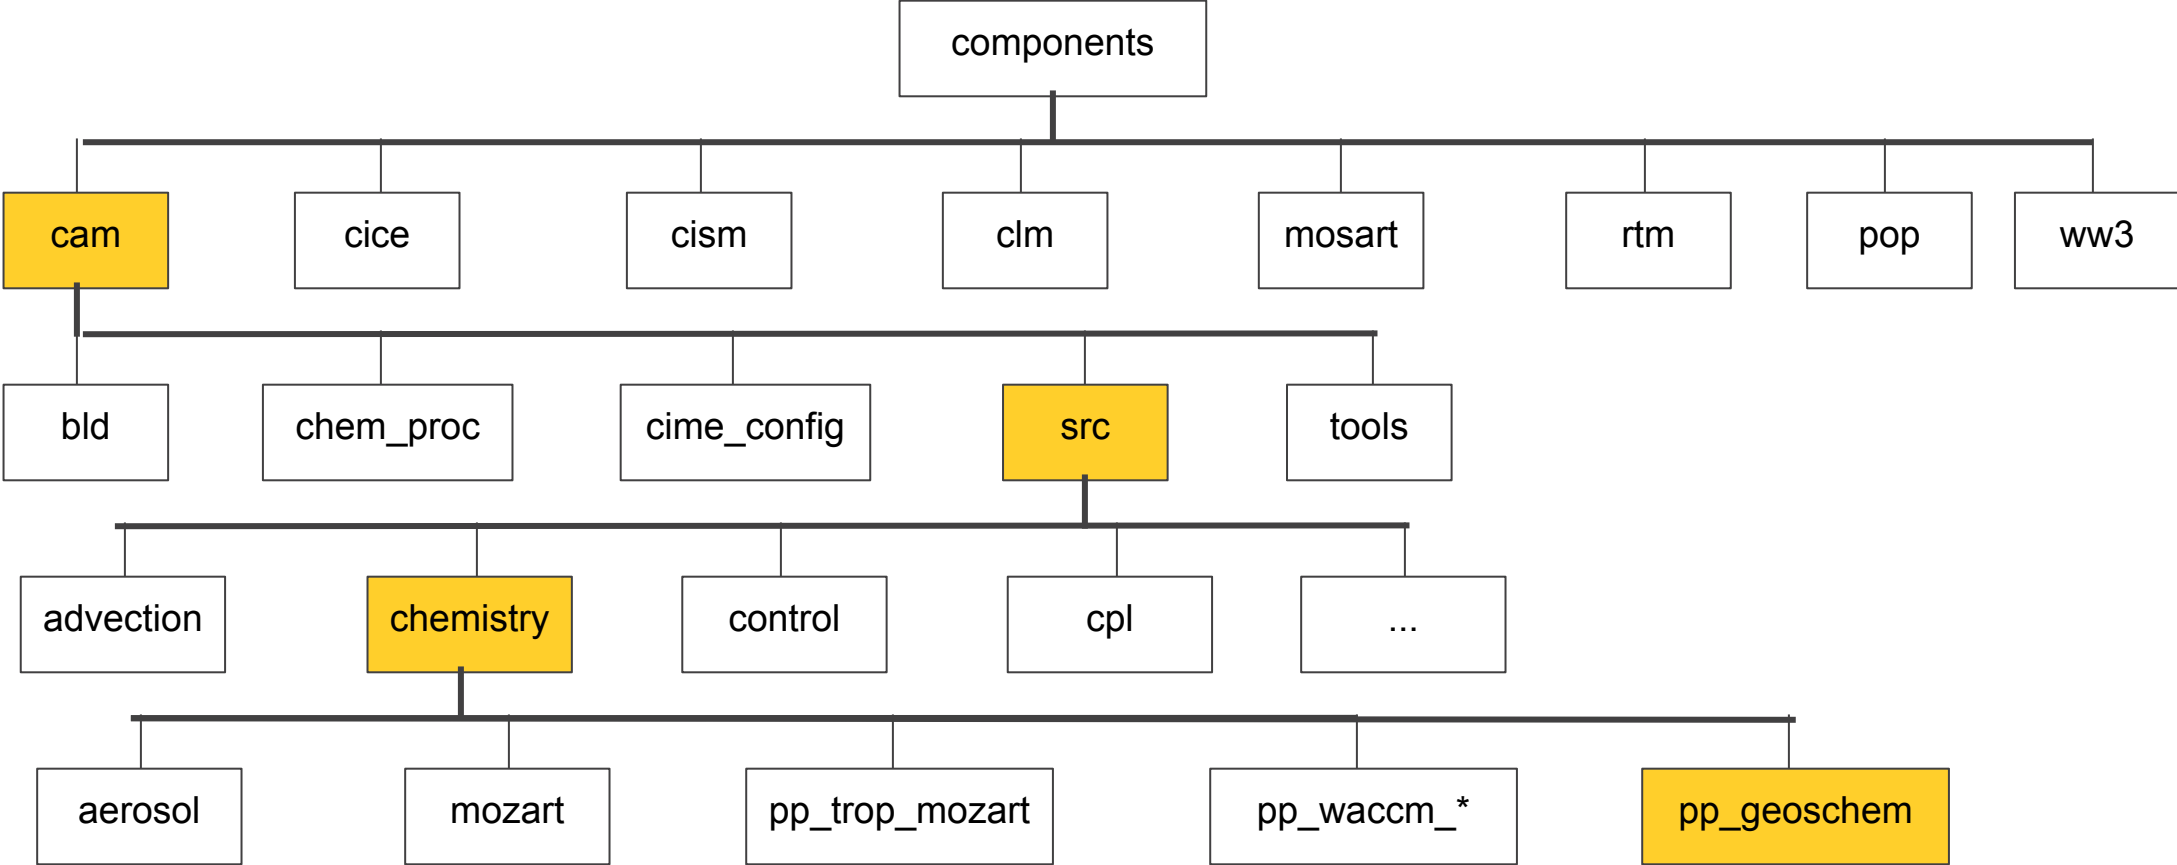 components
cam cice cism clm mosart rtm pop ww3
bld chem_proc cime_config src tools
advection chemistry control cpl ...
aerosol mozart pp_trop_mozart pp_waccm_* pp_geoschem